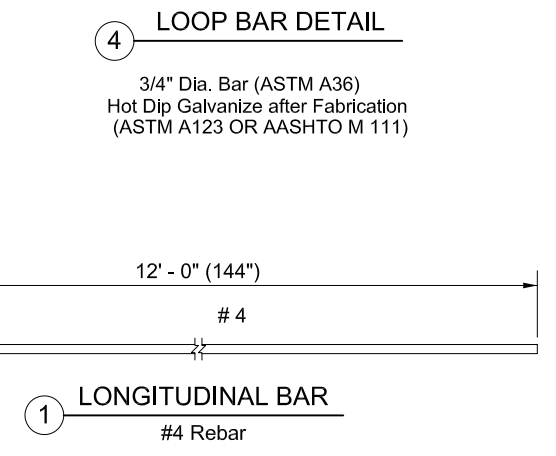 LOOP BAR DETAIL
4
3/4" Dia. Bar (ASTM A36)
Hot Dip Galvanize after Fabrication
(ASTM A123 OR AASHTO M 111)
12' - 0" (144")
# 4
LONGITUDINAL BAR
1
#4 Rebar